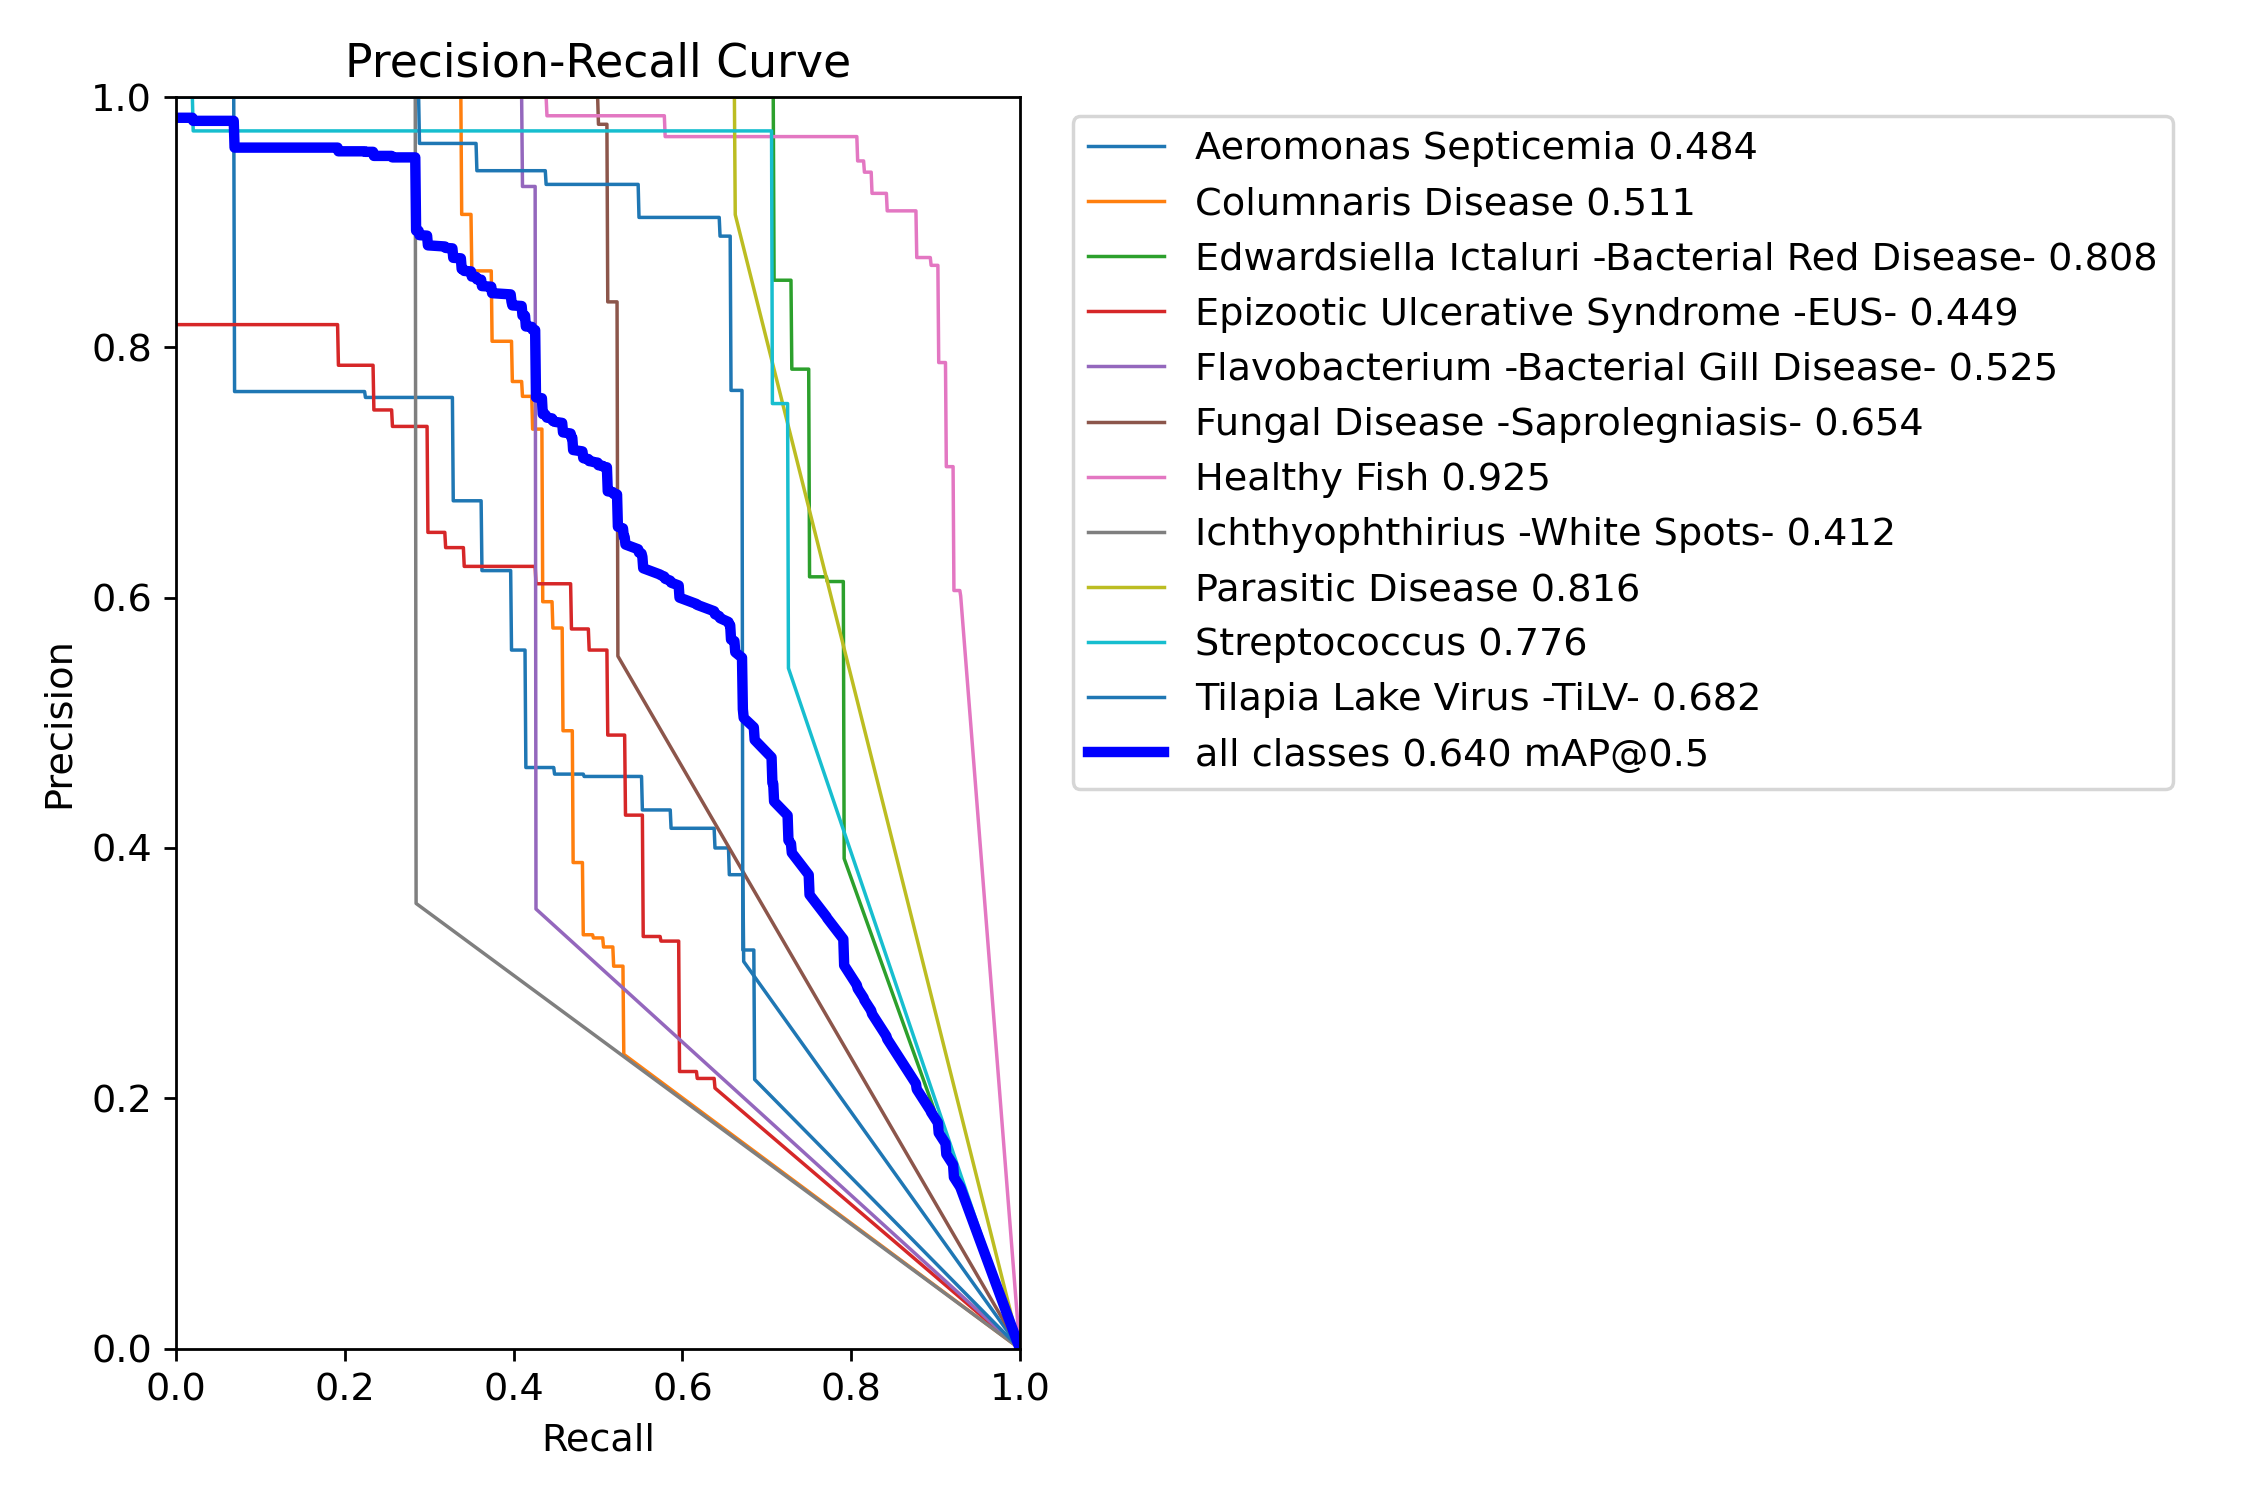 Precision-Recall Curve
1.0
0.8
0.6
0.4
0.2
0.0
Precision
0.0 0.2 0.4 0.6 0.8 1.0
Recall
Aeromonas Septicemia 0.484
Columnaris Disease 0.511
Edwardsiella Ictaluri -Bacterial Red Disease- 0.808
Epizootic Ulcerative Syndrome -EUS- 0.449
Flavobacterium -Bacterial Gill Disease- 0.525
Fungal Disease -Saprolegniasis- 0.654
Healthy Fish 0.925
Ichthyophthirius -White Spots- 0.412
Parasitic Disease 0.816
Streptococcus 0.776
Tilapia Lake Virus -TiLV- 0.682
all classes 0.640 mAP@0.5